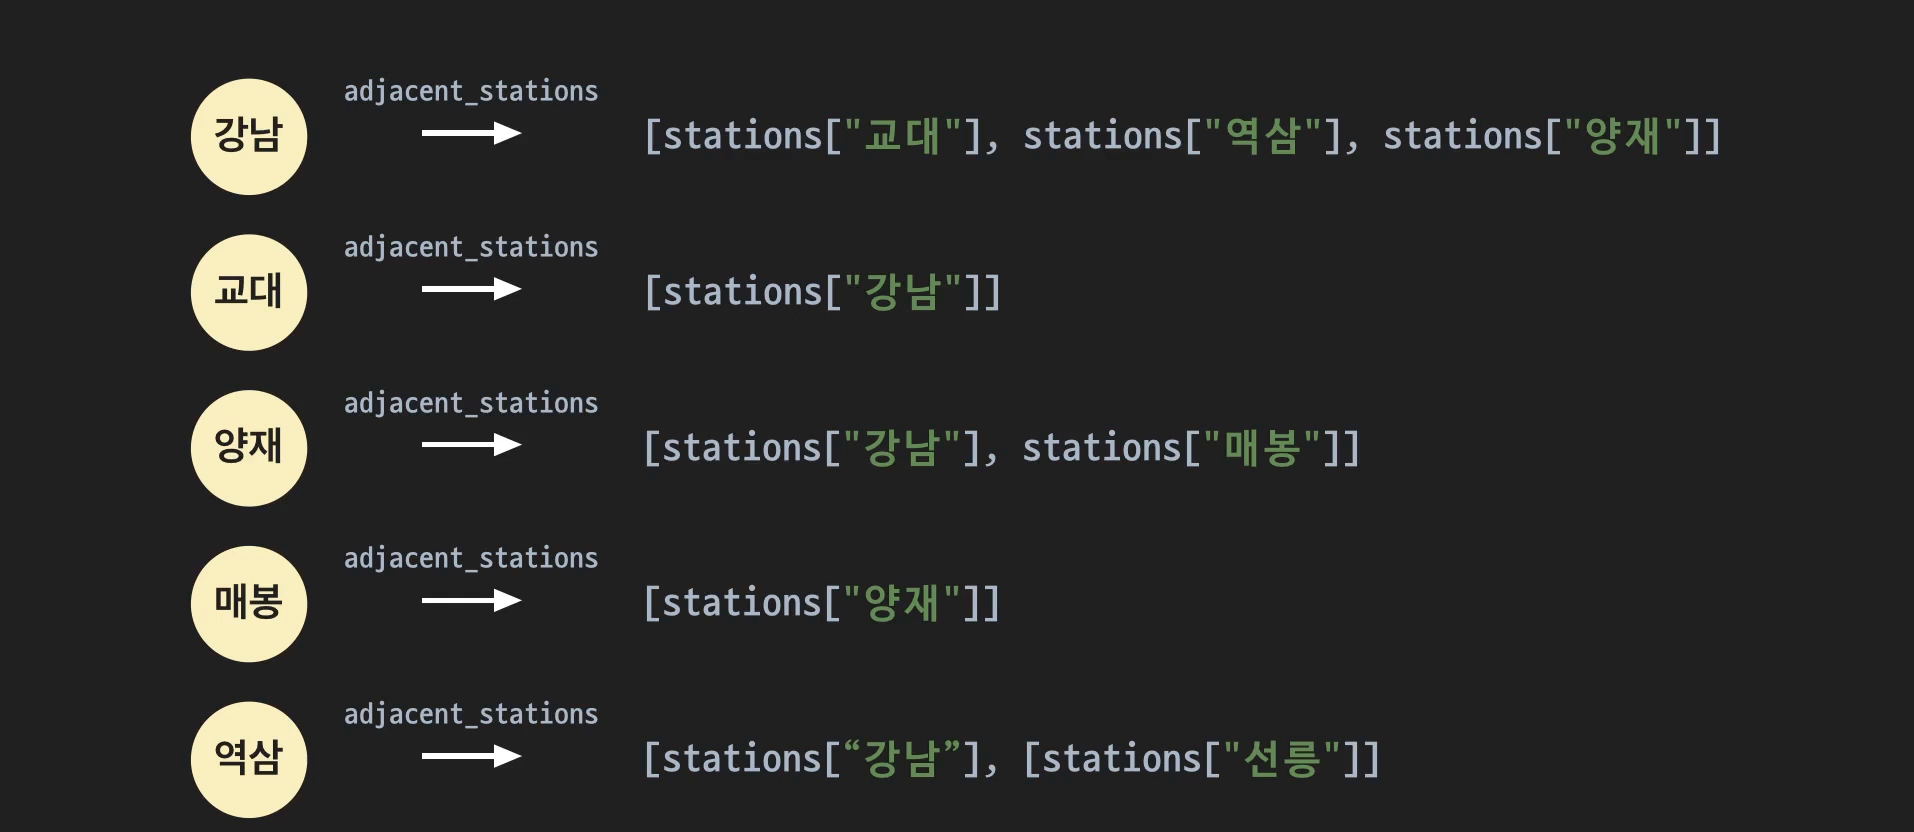 adjacent_stations
강남 [stations["교대"], stations["역삼"], stations["양재"]]
adjacent_stations
교대 [stations["강남"]]
adjacent_stations
양재 [stations["강남"], stations["매봉"]]
adjacent_stations
매봉 [stations["양재"]]
adjacent_stations
역삼 [stations[“강남”], [stations["선릉"]]